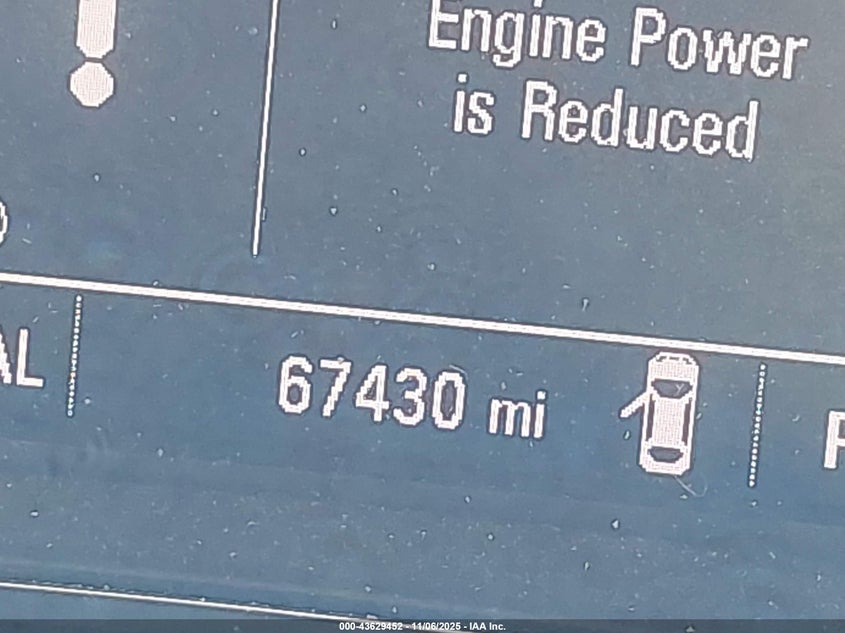 Engine Power
is Reduced
AL
67430 mi
000-43629452 - 11/06/2025 - IAA Inc.